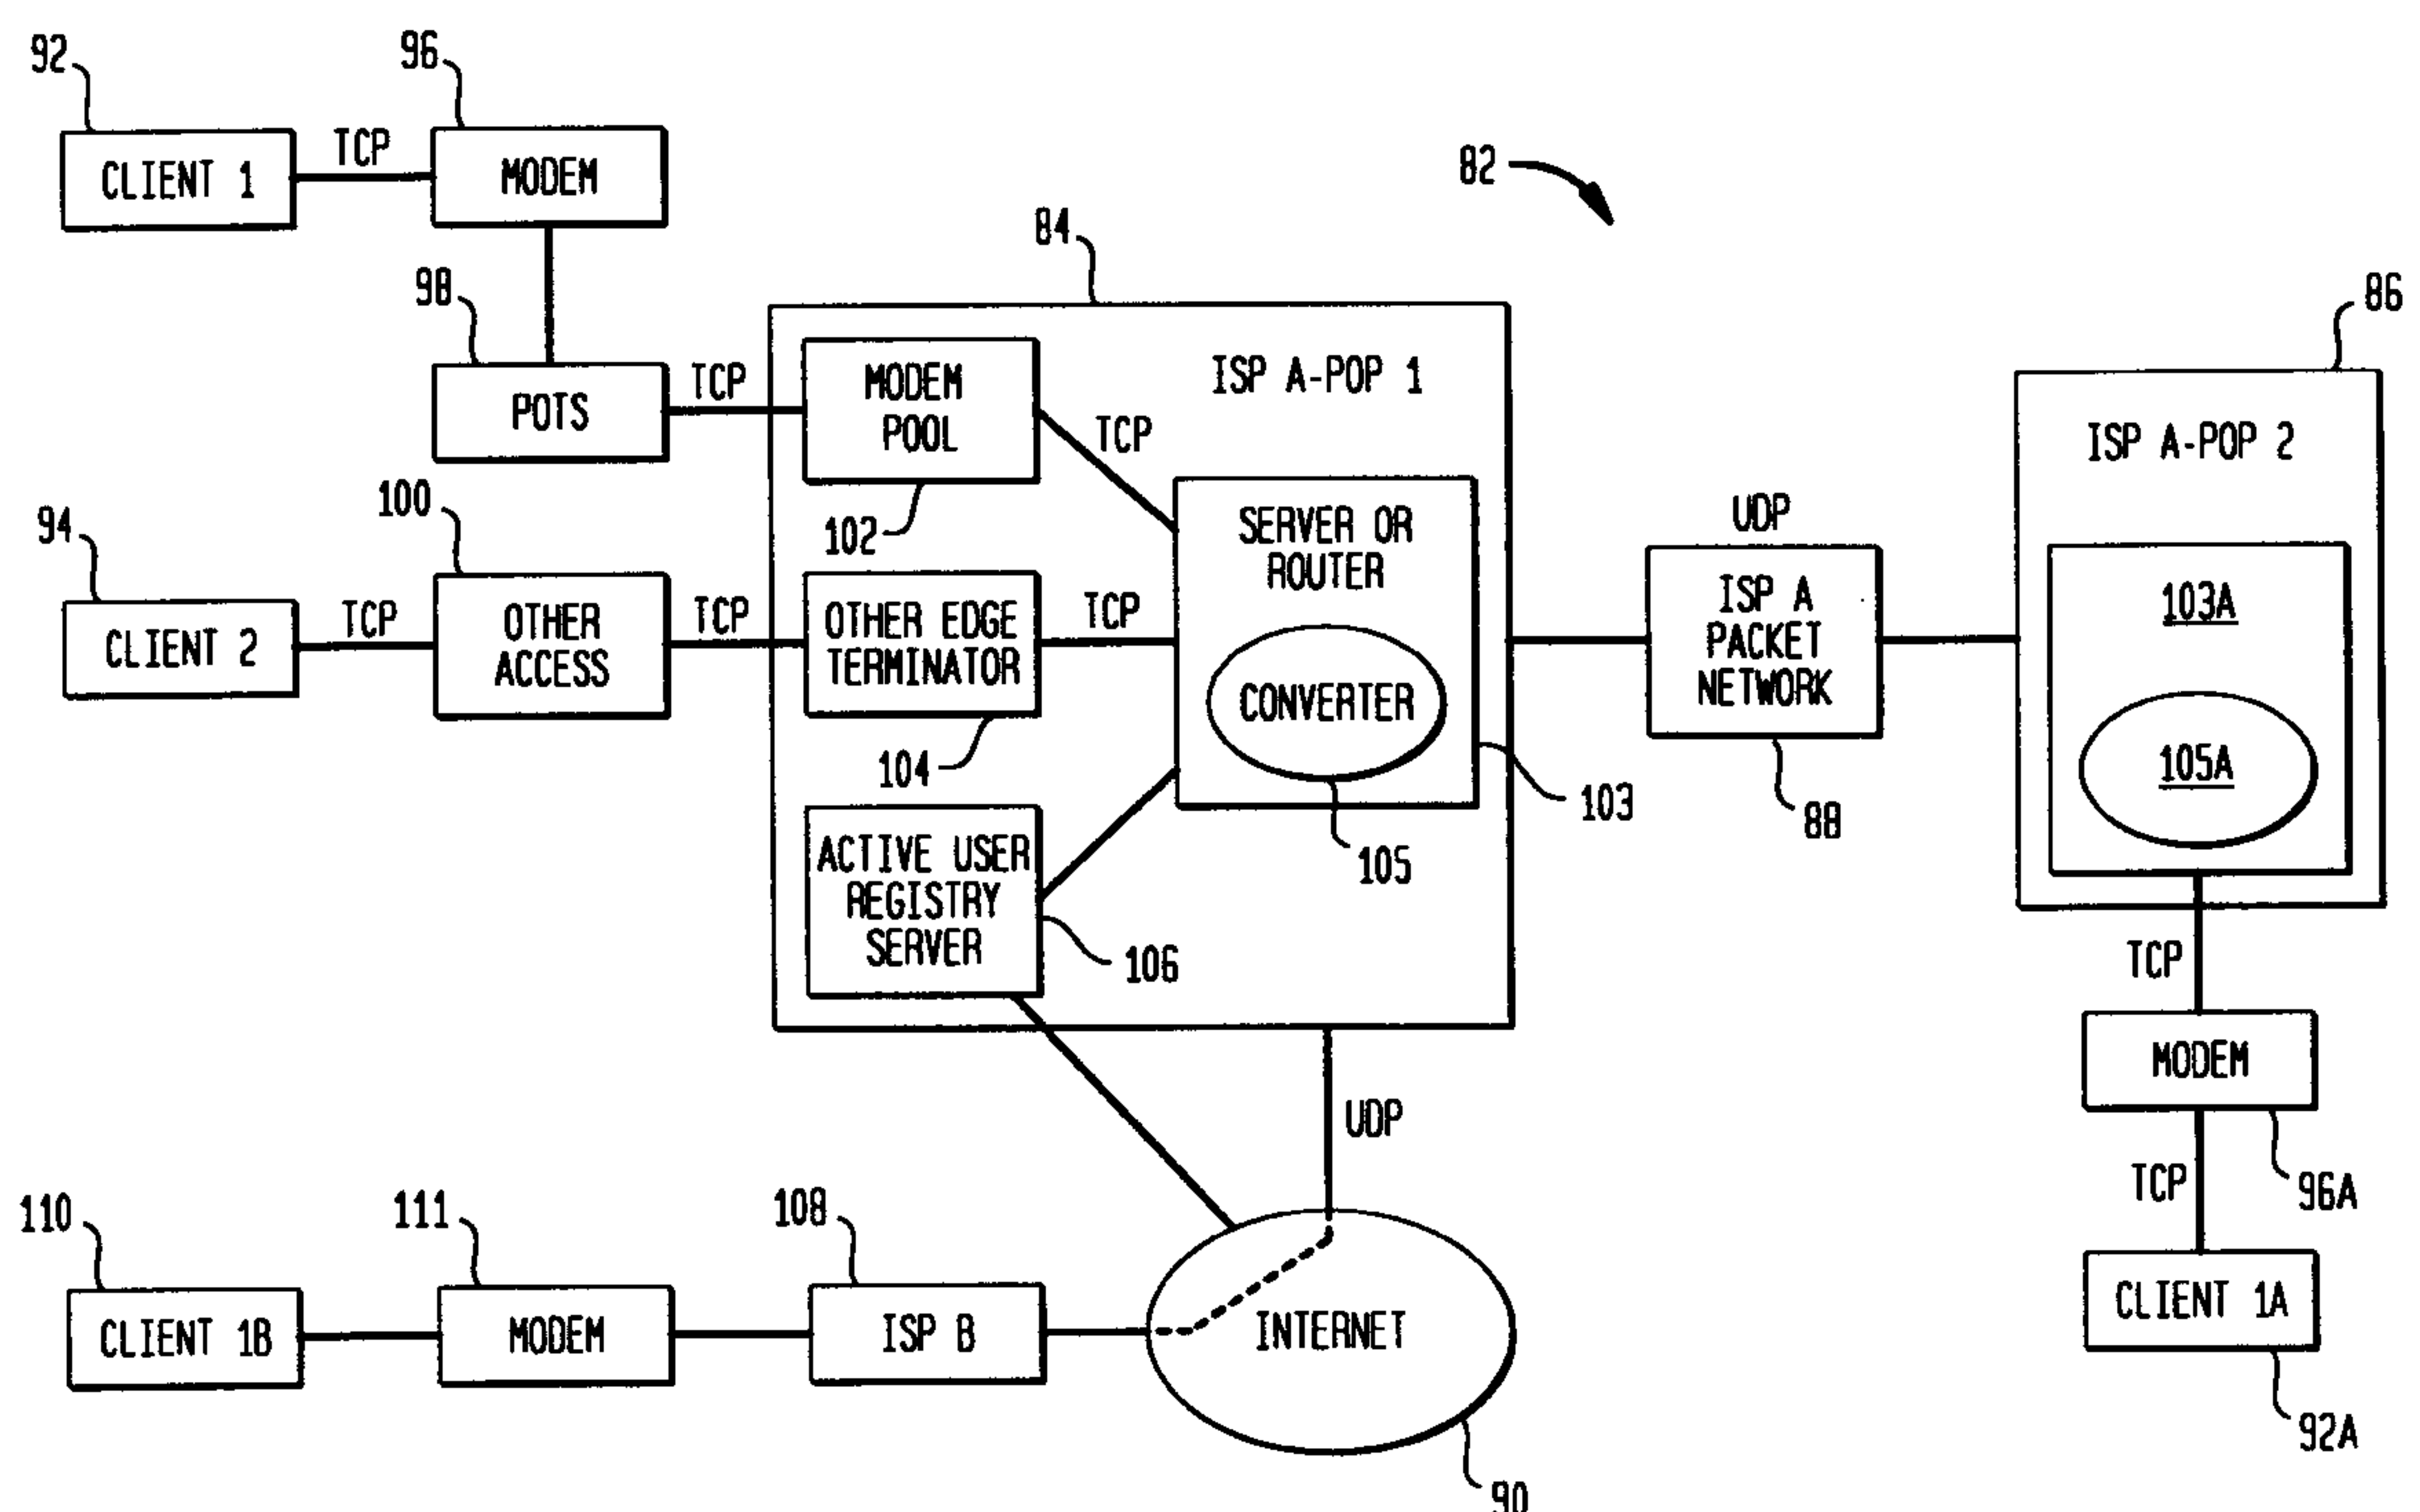 92
96
CLIENT 1
TCP
MODEM
82
84
98
86
POTS
TCP
MODEM
POOL
ISP A-POP 1
TCP
ISP A-POP 2
102
100
94
CLIENT 2
TCP
OTHER
ACCESS
TCP
OTHER EDGE
TERMINATOR
TCP
SERVER OR
ROUTER
CONVERTER
UDP
ISP A
PACKET
NETWORK
103A
105A
104
103
88
105
ACTIVE USER
REGISTRY
SERVER
106
TCP
MODEM
UDP
TCP
96A
110
111
108
CLIENT 1B
MODEM
ISP B
INTERNET
CLIENT 1A
92A
90